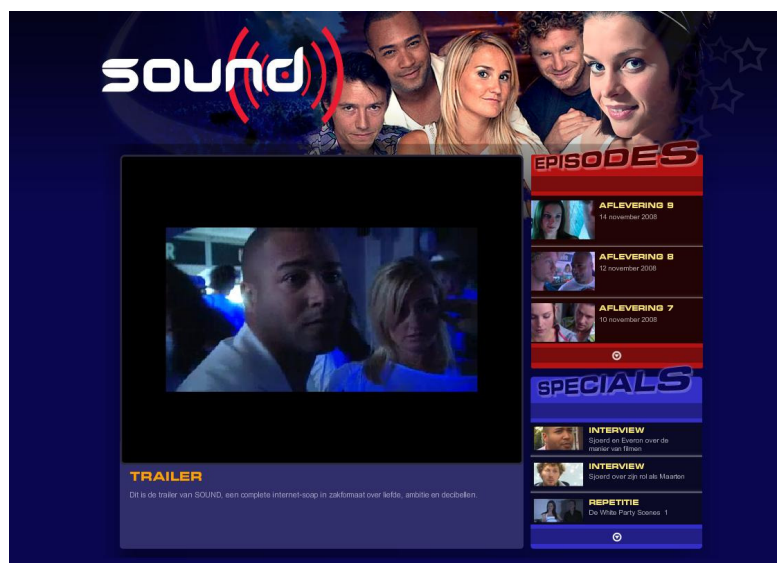 sound
EPISODES
AFLEVERING 9
14 november 2008
AFLEVERING 8
12 november 2008
AFLEVERING 7
10 november 2008
SPECIALS
INTERVIEW
Sjoerd en Everon over de
manier van filmen
INTERVIEW
Sjoerd over zijn rol als Maarten
REPETITIE
De White Party Scenes 1
TRAILER
Dit is de trailer van SOUND, een complete internet-soap in zakformaat over liefde, ambitie en decibellen.